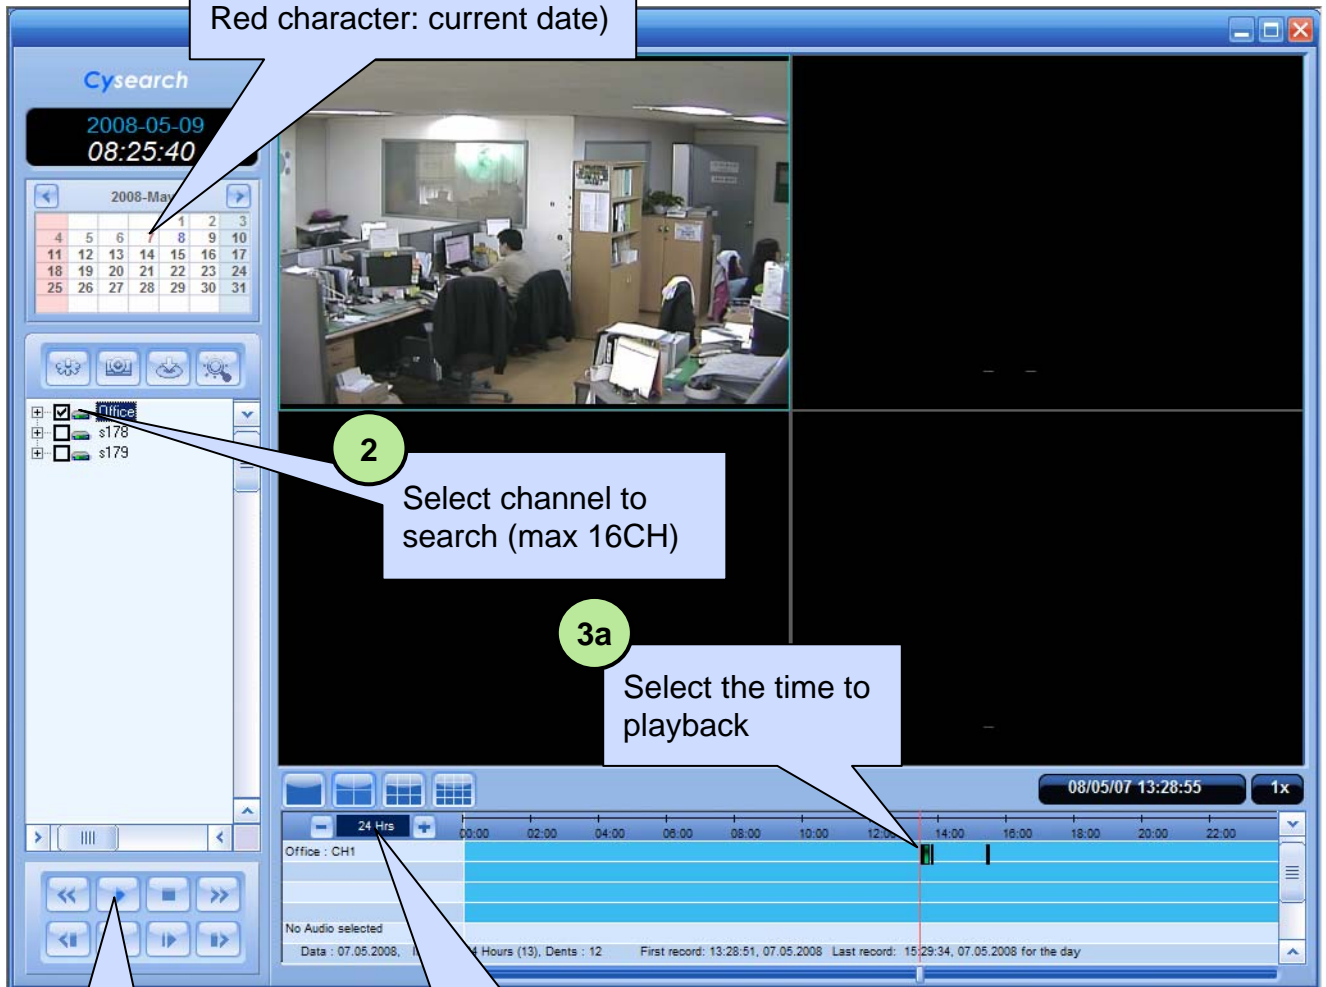 Red character: current date)
Cysearch
2008-05-09
08:25:40
2008-May
1 2 3
4 5 6 7 8 9 10
11 12 13 14 15 16 17
18 19 20 21 22 23 24
25 26 27 28 29 30 31
Office
s178
s179
2
Select channel to
search (max 16CH)
3a
Select the time to
playback
08/05/07 13:28:55
1x
24 Hrs
00:00 02:00 04:00 06:00 08:00 10:00 12:00 14:00 16:00 18:00 20:00 22:00
Office : CH1
No Audio selected
Data : 07.05.2008, 4 Hours (13), Dents : 12 First record: 13:28:51, 07.05.2008 Last record: 15:29:34, 07.05.2008 for the day